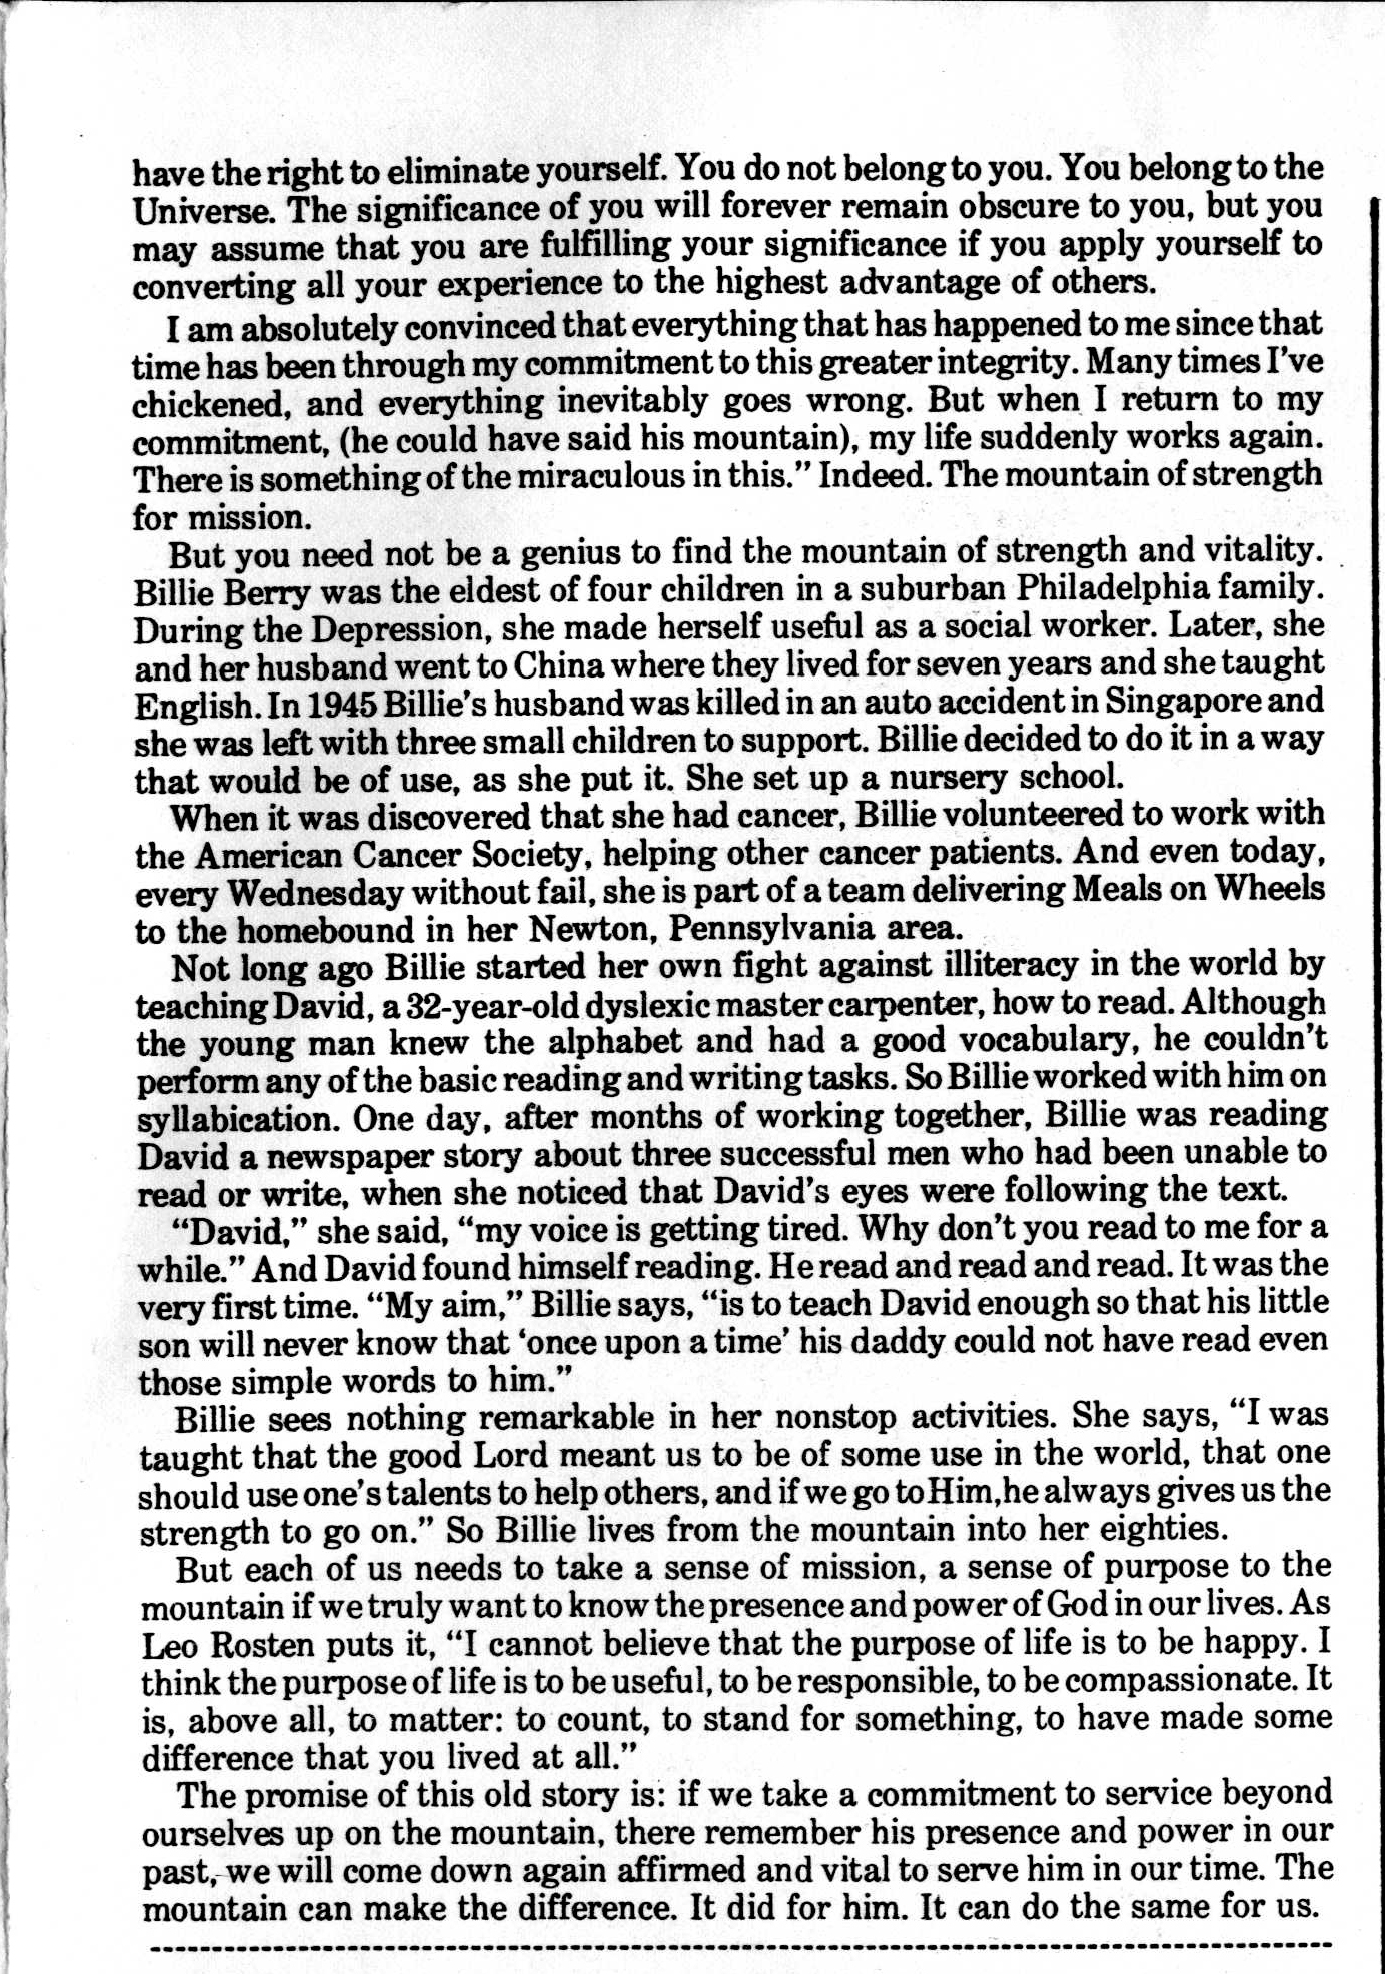 have the right to eliminate yourself. You do not belong to you. You belong to the
Universe. The significance of you will forever remain obscure to you, but you
may assume that you are fulfilling your significance if you apply yourself to
converting all your experience to the highest advantage of others.
I am absolutely convinced that everything that has happened to me since that
time has been through my commitment to this greater integrity. Many times I've
chickened, and everything inevitably goes wrong. But when I return to my
commitment, (he could have said his mountain), my life suddenly works again.
There is something of the miraculous in this.” Indeed. The mountain of strength
for mission.
But you need not be a genius to find the mountain of strength and vitality.
Billie Berry was the eldest of four children in a suburban Philadelphia family.
During the Depression, she made herself useful as a social worker. Later, she
and her husband went to China where they lived for seven years and she taught
English. In 1945 Billie's husband was killed in an auto accident in Singapore and
she was left with three small children to support. Billie decided to do it in a way
that would be of use, as she put it. She set up a nursery school.
When it was discovered that she had cancer, Billie volunteered to work with
the American Cancer Society, helping other cancer patients. And even today,
every Wednesday without fail, she is part of a team delivering Meals on Wheels
to the homebound in her Newton, Pennsylvania area.
Not long ago Billie started her own fight against illiteracy in the world by
teaching David, a 32-year-old dyslexic master carpenter, how to read. Although
the young man knew the alphabet and had a good vocabulary, he couldn't
perform any of the basic reading and writing tasks. So Billie worked with him on
syllabication. One day, after months of working together, Billie was reading
David a newspaper story about three successful men who had been unable to
read or write, when she noticed that David's eyes were following the text.
“David,” she said, “my voice is getting tired. Why don't you read to me for a
while.” And David found himself reading. He read and read and read. It was the
very first time. “My aim,” Billie says, “is to teach David enough so that his little
son will never know that ‘once upon a time’ his daddy could not have read even
those simple words to him.”
Billie sees nothing remarkable in her nonstop activities. She says, “I was
taught that the good Lord meant us to be of some use in the world, that one
should use one's talents to help others, and if we go to Him,he always gives us the
strength to go on.” So Billie lives from the mountain into her eighties.
But each of us needs to take a sense of mission, a sense of purpose to the
mountain if we truly want to know the presence and power of God in our lives. As
Leo Rosten puts it, “I cannot believe that the purpose of life is to be happy. I
think the purpose of life is to be useful, to be responsible, to be compassionate. It
is, above all, to matter: to count, to stand for something, to have made some
difference that you lived at all.”
The promise of this old story is: if we take a commitment to service beyond
ourselves up on the mountain, there remember his presence and power in our
past, we will come down again affirmed and vital to serve him in our time. The
mountain can make the difference. It did for him. It can do the same for us.